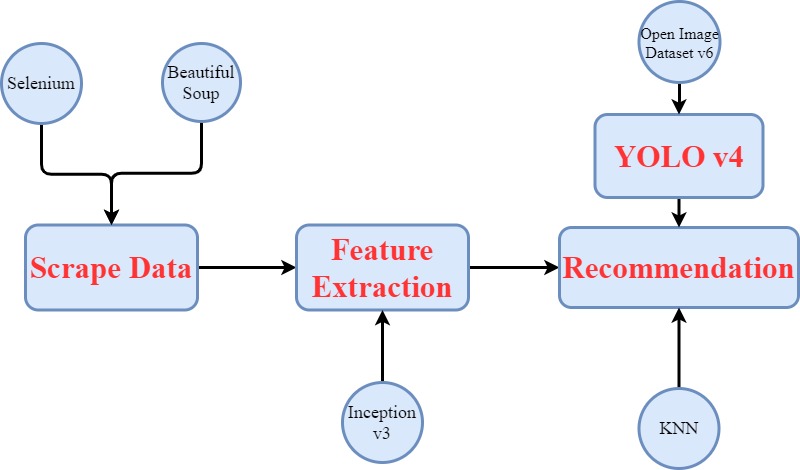 Open Image
Dataset v6
Selenium
Beautiful
Soup
YOLO v4
Scrape Data
Feature
Extraction
Recommendation
Inception
v3
KNN